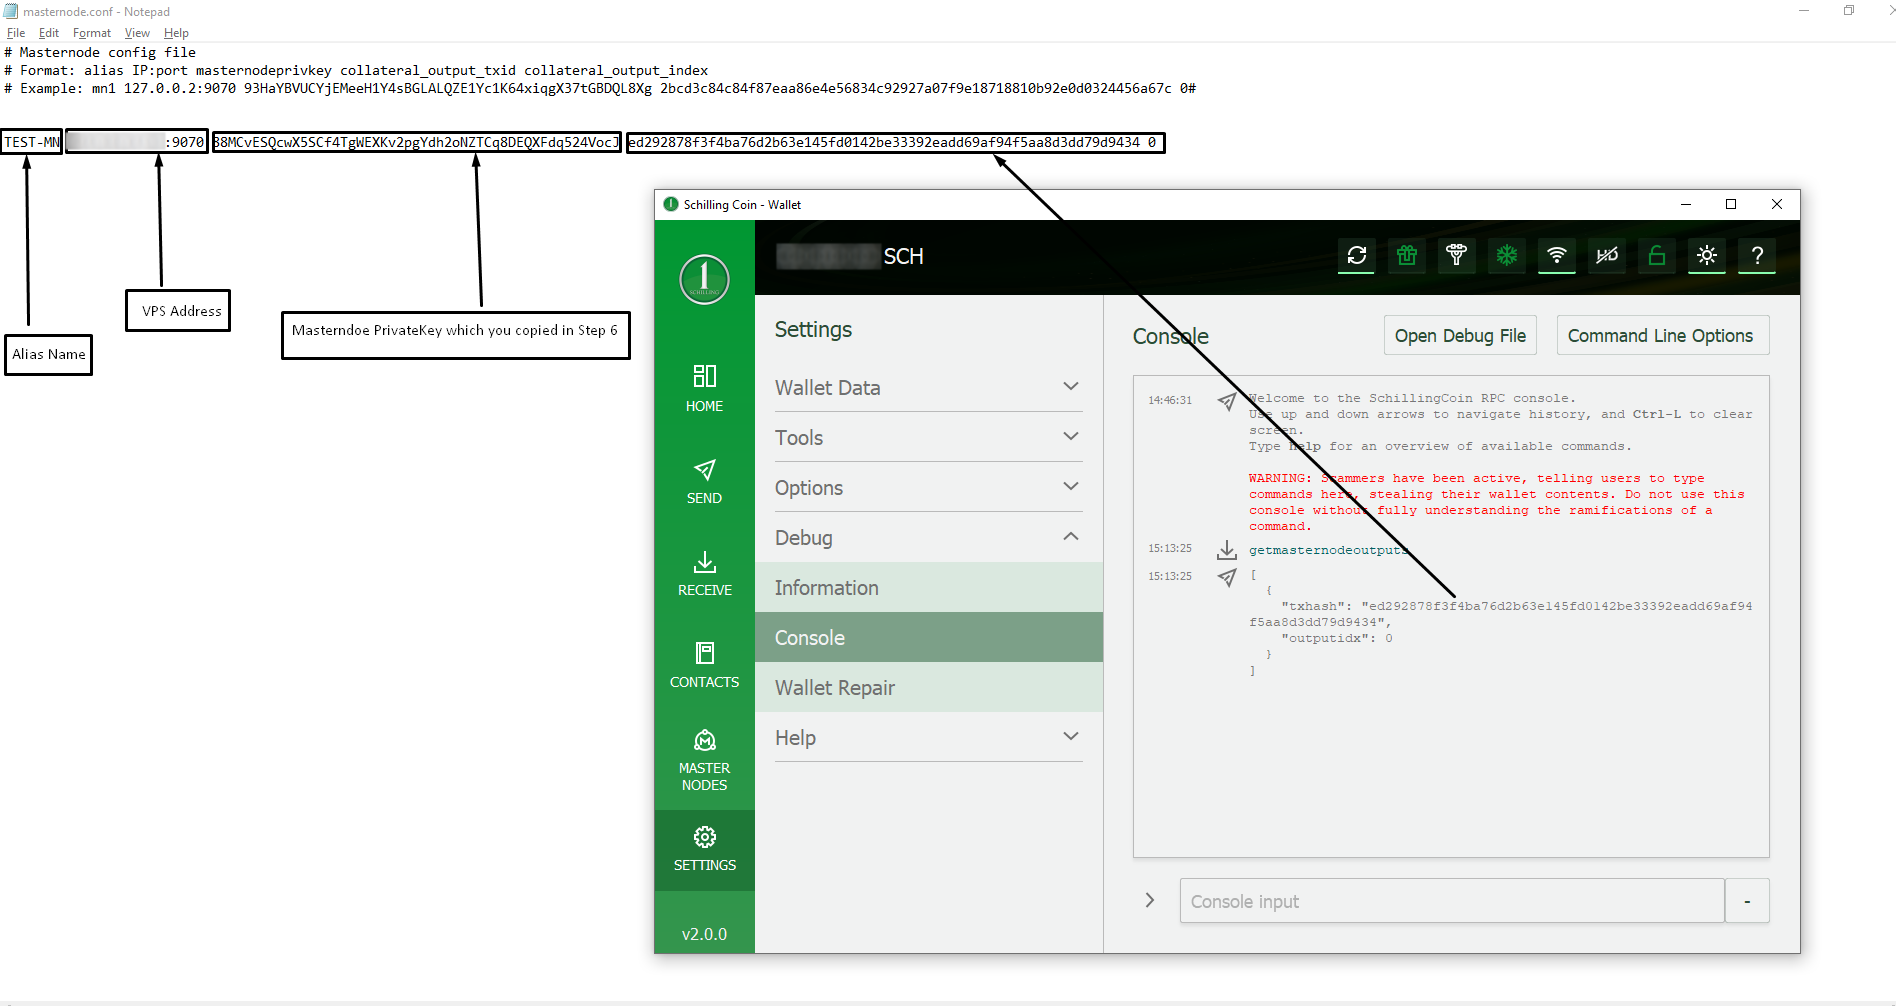 masternode.conf - Notepad
File Edit Format View Help
# Masternode config file
# Format: alias IP:port masternodeprivkey collateral_output_txid collateral_output_index
# Example: mn1 127.0.0.2:9070 93HaYBVUCYjEMeeH1Y4sBGLALQZE1Yc1K64xiqgX37tGBDQL8Xg 2bcd3c84c84f87eaa86e4e56834c92927a07f9e18718810b92e0d0324456a67c 0#
TEST-MN :9070 88MCvESQcwX5SCf4TgWEXKv2pgYdh2oNZTCq8DEQXFdq524VocJ ed292878f3f4ba76d2b63e145fd0142be33392eadd69af94f5aa8d3dd79d9434 0
VPS Address
Masterndoe PrivateKey which you copied in Step 6
Alias Name
Schilling Coin - Wallet
1
SCHILLING
SCH
HD
?
HOME
SEND
RECEIVE
CONTACTS
MASTER
NODES
SETTINGS
v2.0.0
Settings
Wallet Data
Tools
Options
Debug
Information
Console
Wallet Repair
Help
Console
Open Debug File
Command Line Options
14:46:31
Welcome to the SchillingCoin RPC console.
Use up and down arrows to navigate history, and Ctrl-L to clear
screen.
Type help for an overview of available commands.
WARNING: Scammers have been active, telling users to type
commands here, stealing their wallet contents. Do not use this
console without fully understanding the ramifications of a
command.
15:13:25 getmasternodeoutputs
15:13:25 [
{
"txhash": "ed292878f3f4ba76d2b63e145fd0142be33392eadd69af94
f5aa8d3dd79d9434",
"outputidx": 0
}
]
Console input
-